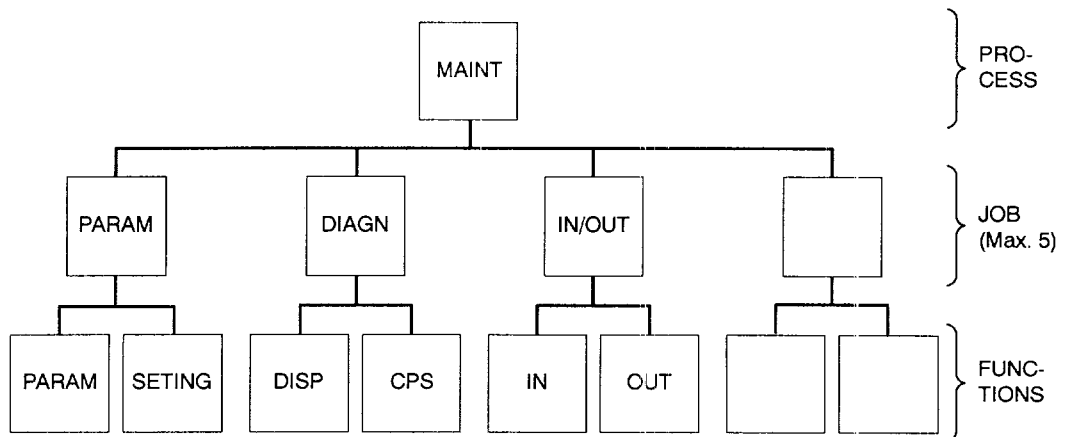 MAINT
PRO-
CESS
PARAM
DIAGN
IN/OUT
JOB
(Max. 5)
PARAM
SETING
DISP
CPS
IN
OUT
FUNC-
TIONS